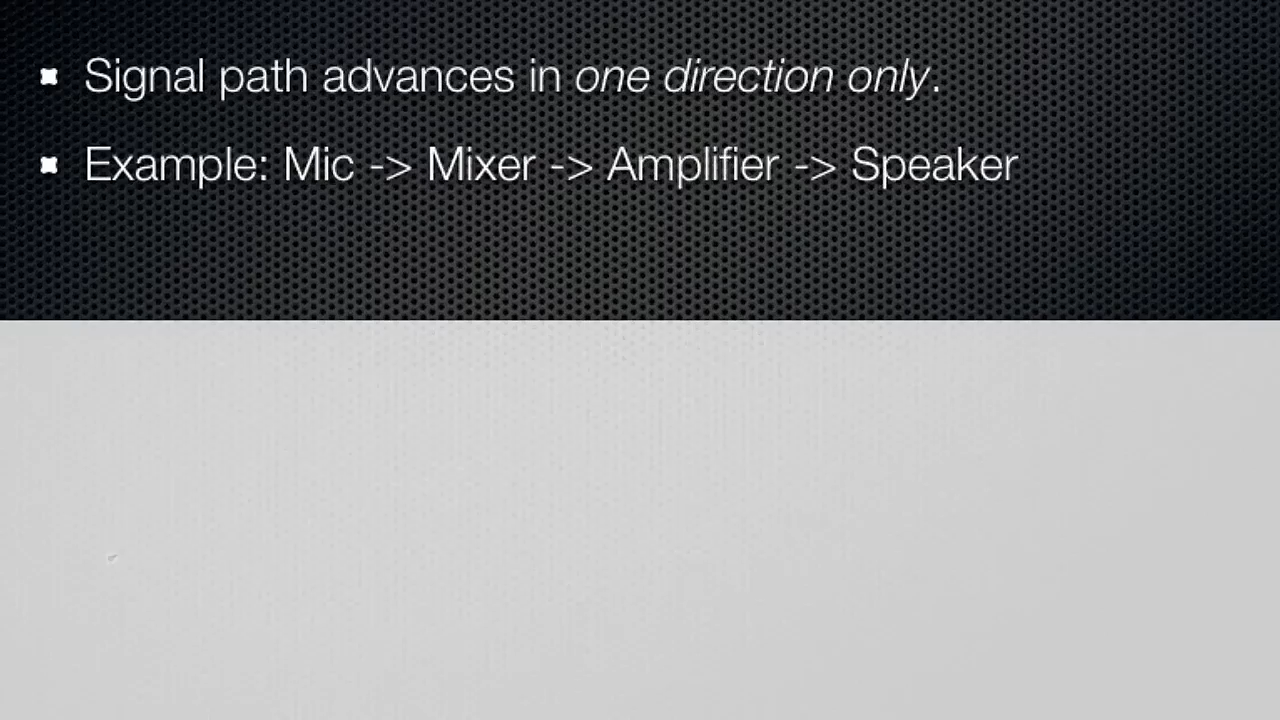 Signal path advances in one direction only.
Example: Mic -> Mixer -> Amplifier -> Speaker